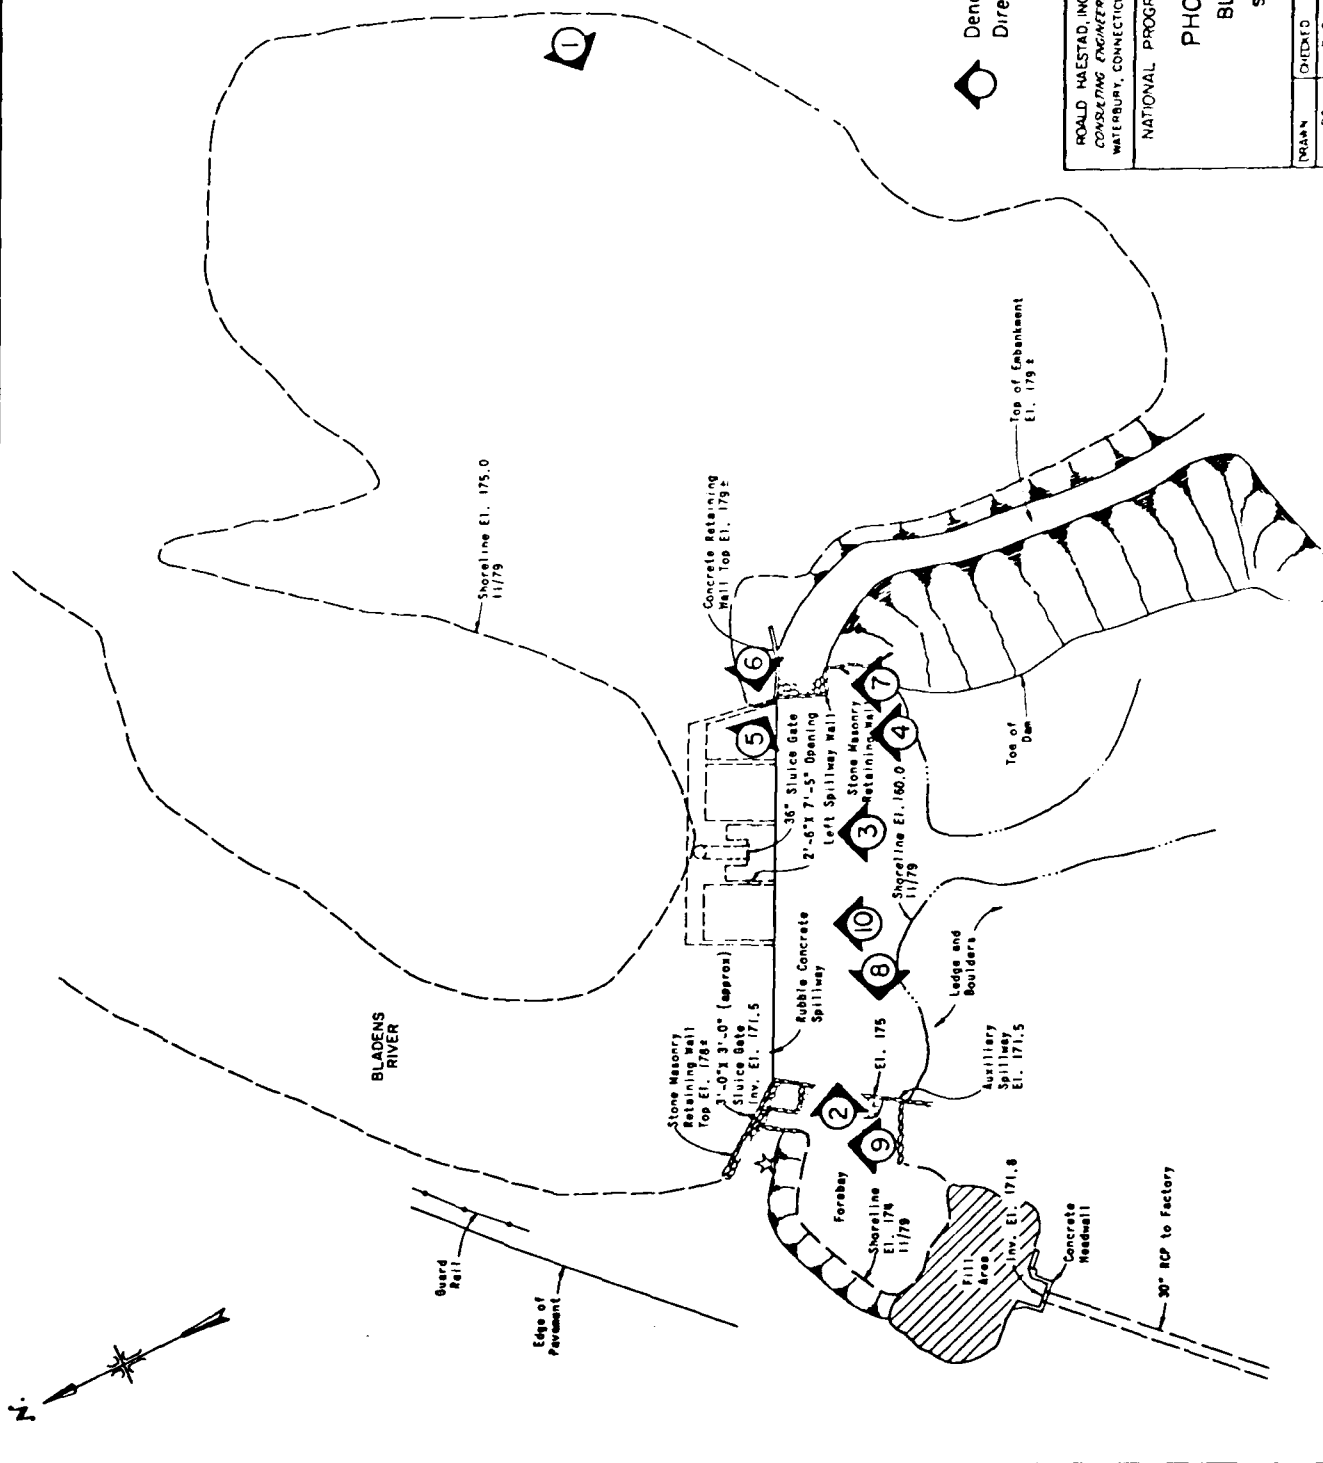 N.
BLADENS
RIVER
Shoreline El. 175.0
11/79
Guard
Rail
Edge of
Pavement
Stone Masonry
Retaining Wall
Top El. 178±
3'-0"X 3'-0" (approx)
Sluice Gate
Inv. El. 171.5
Rubble Concrete
Spillway
Concrete Retaining
Wall Top El. 179±
36" Sluice Gate
2'-6"X 7'-5" Opening
Left Spillway Wall
Stone Masonry
Retaining Wall
Shoreline El. 160.0
11/79
Top of Embankment
El. 179±
Toe of
Dam
Ledge and
Boulders
Auxiliary
Spillway
El. 171.5
El. 175
Forebay
Shoreline
El. 174
11/79
Fill
Area
Inv. El. 171.8
Concrete
Headwall
30" RCP to Factory
1
2
3
4
5
6
7
8
9
10
ROALD HAESTAD, INC
CONSULTING ENGINEER
WATERBURY, CONNECTIC
NATIONAL PROGR
PHO
BL
S
DRAWN
CHECKED
Deno
Dire